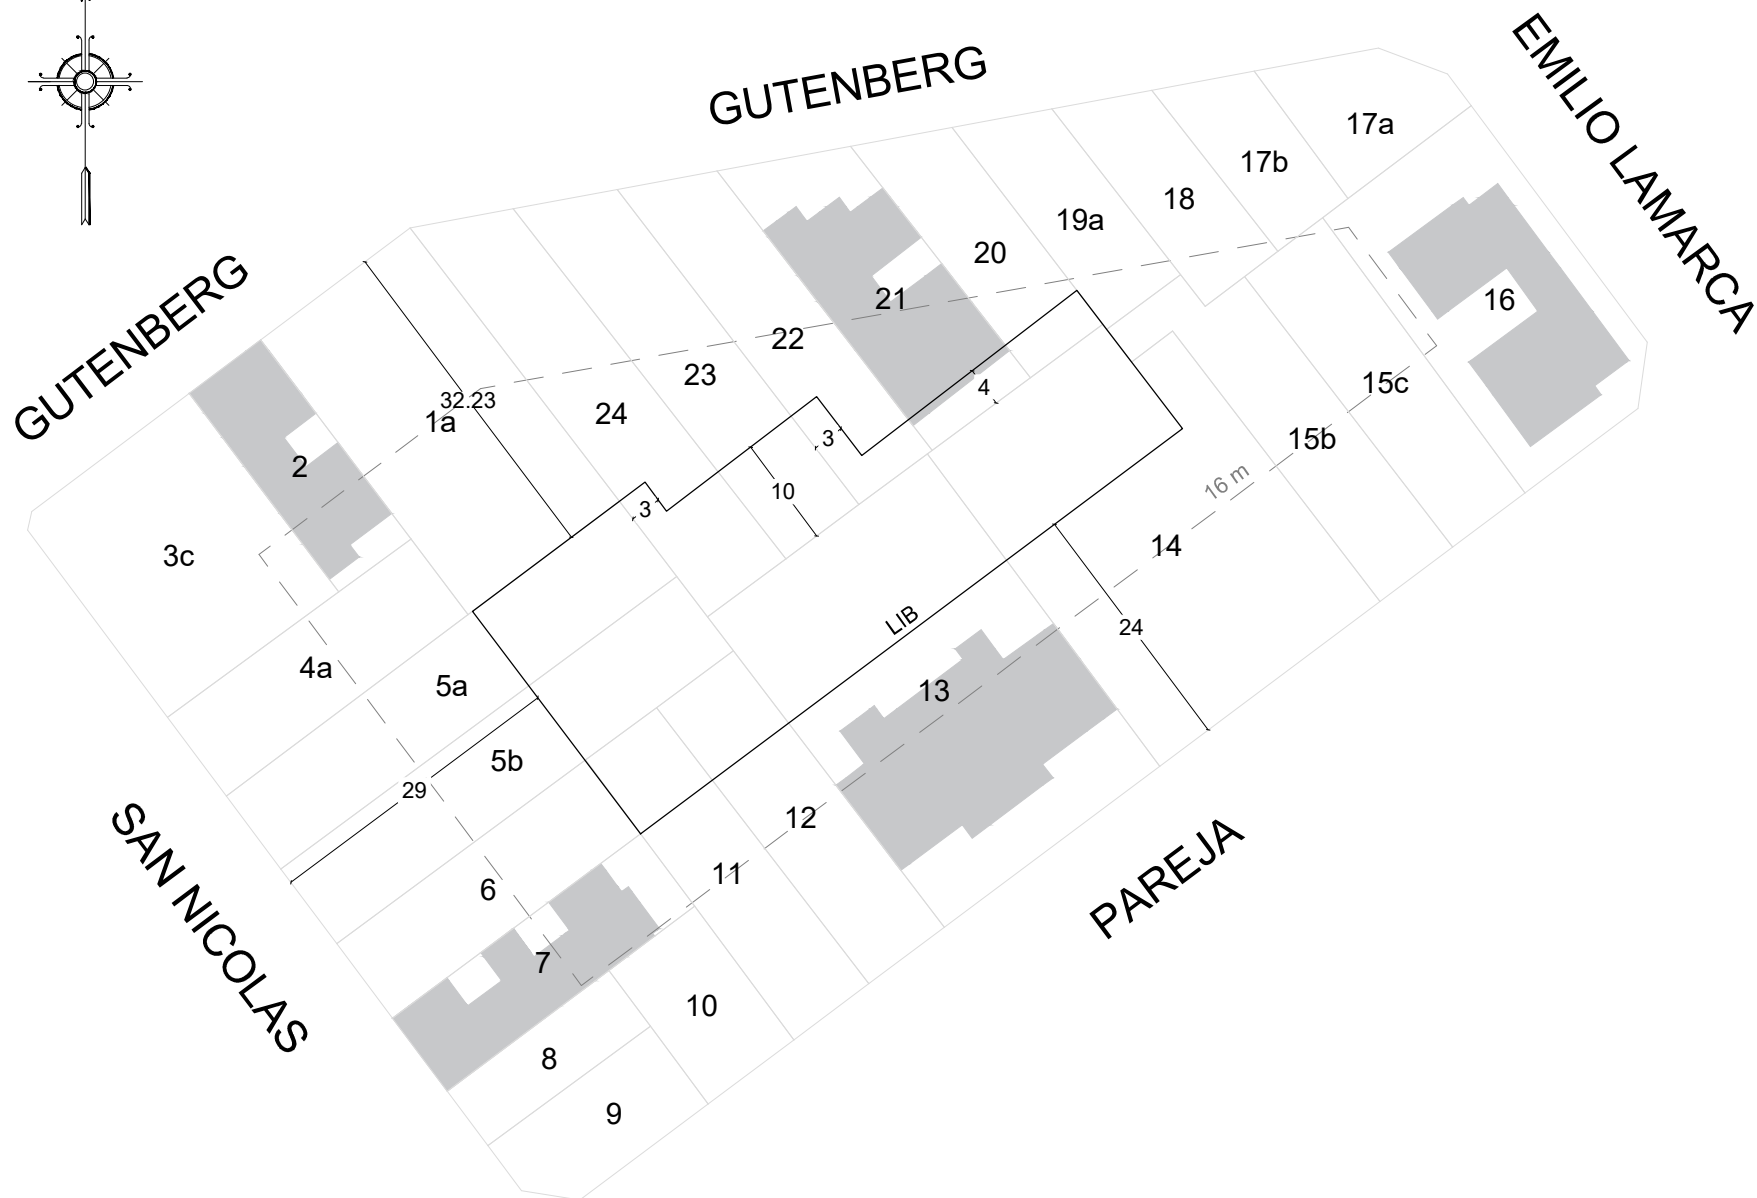 GUTENBERG
EMILIO LAMARCA
17a
17b
18
19a
20
GUTENBERG
21
16
22
23
15c
4
32.23
1a
24
3
15b
2
10
16 m
3
3c
14
LIB
24
4a
5a
13
5b
29
12
SAN NICOLAS
11
PAREJA
6
7
10
8
9